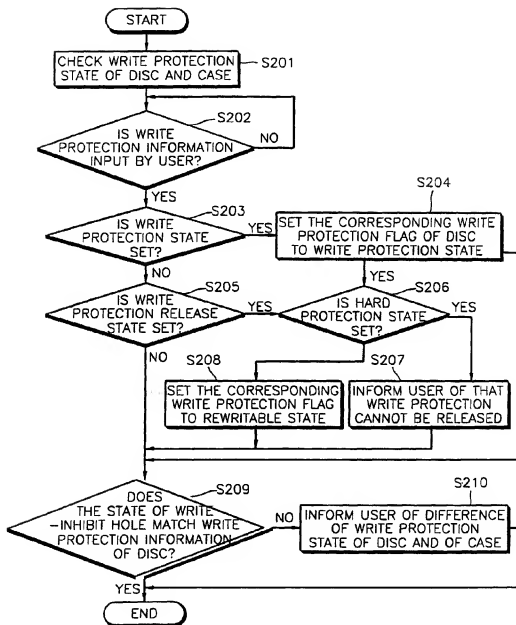 START
CHECK WRITE PROTECTION
STATE OF DISC AND CASE
S201
S202
IS WRITE
PROTECTION INFORMATION
INPUT BY USER?
NO
YES
S203
IS WRITE
PROTECTION STATE
SET?
YES
NO
S204
SET THE CORRESPONDING WRITE
PROTECTION FLAG OF DISC
TO WRITE PROTECTION STATE
YES
S205
IS WRITE
PROTECTION RELEASE
STATE SET?
YES
NO
S206
IS HARD
PROTECTION STATE
SET?
YES
S208
SET THE CORRESPONDING
WRITE PROTECTION FLAG
TO REWRITABLE STATE
S207
INFORM USER OF THAT
WRITE PROTECTION
CANNOT BE RELEASED
S209
DOES
THE STATE OF WRITE
-INHIBIT HOLE MATCH WRITE
PROTECTION INFORMATION
OF DISC?
NO
YES
S210
INFORM USER OF DIFFERENCE
OF WRITE PROTECTION
STATE OF DISC AND OF CASE
END